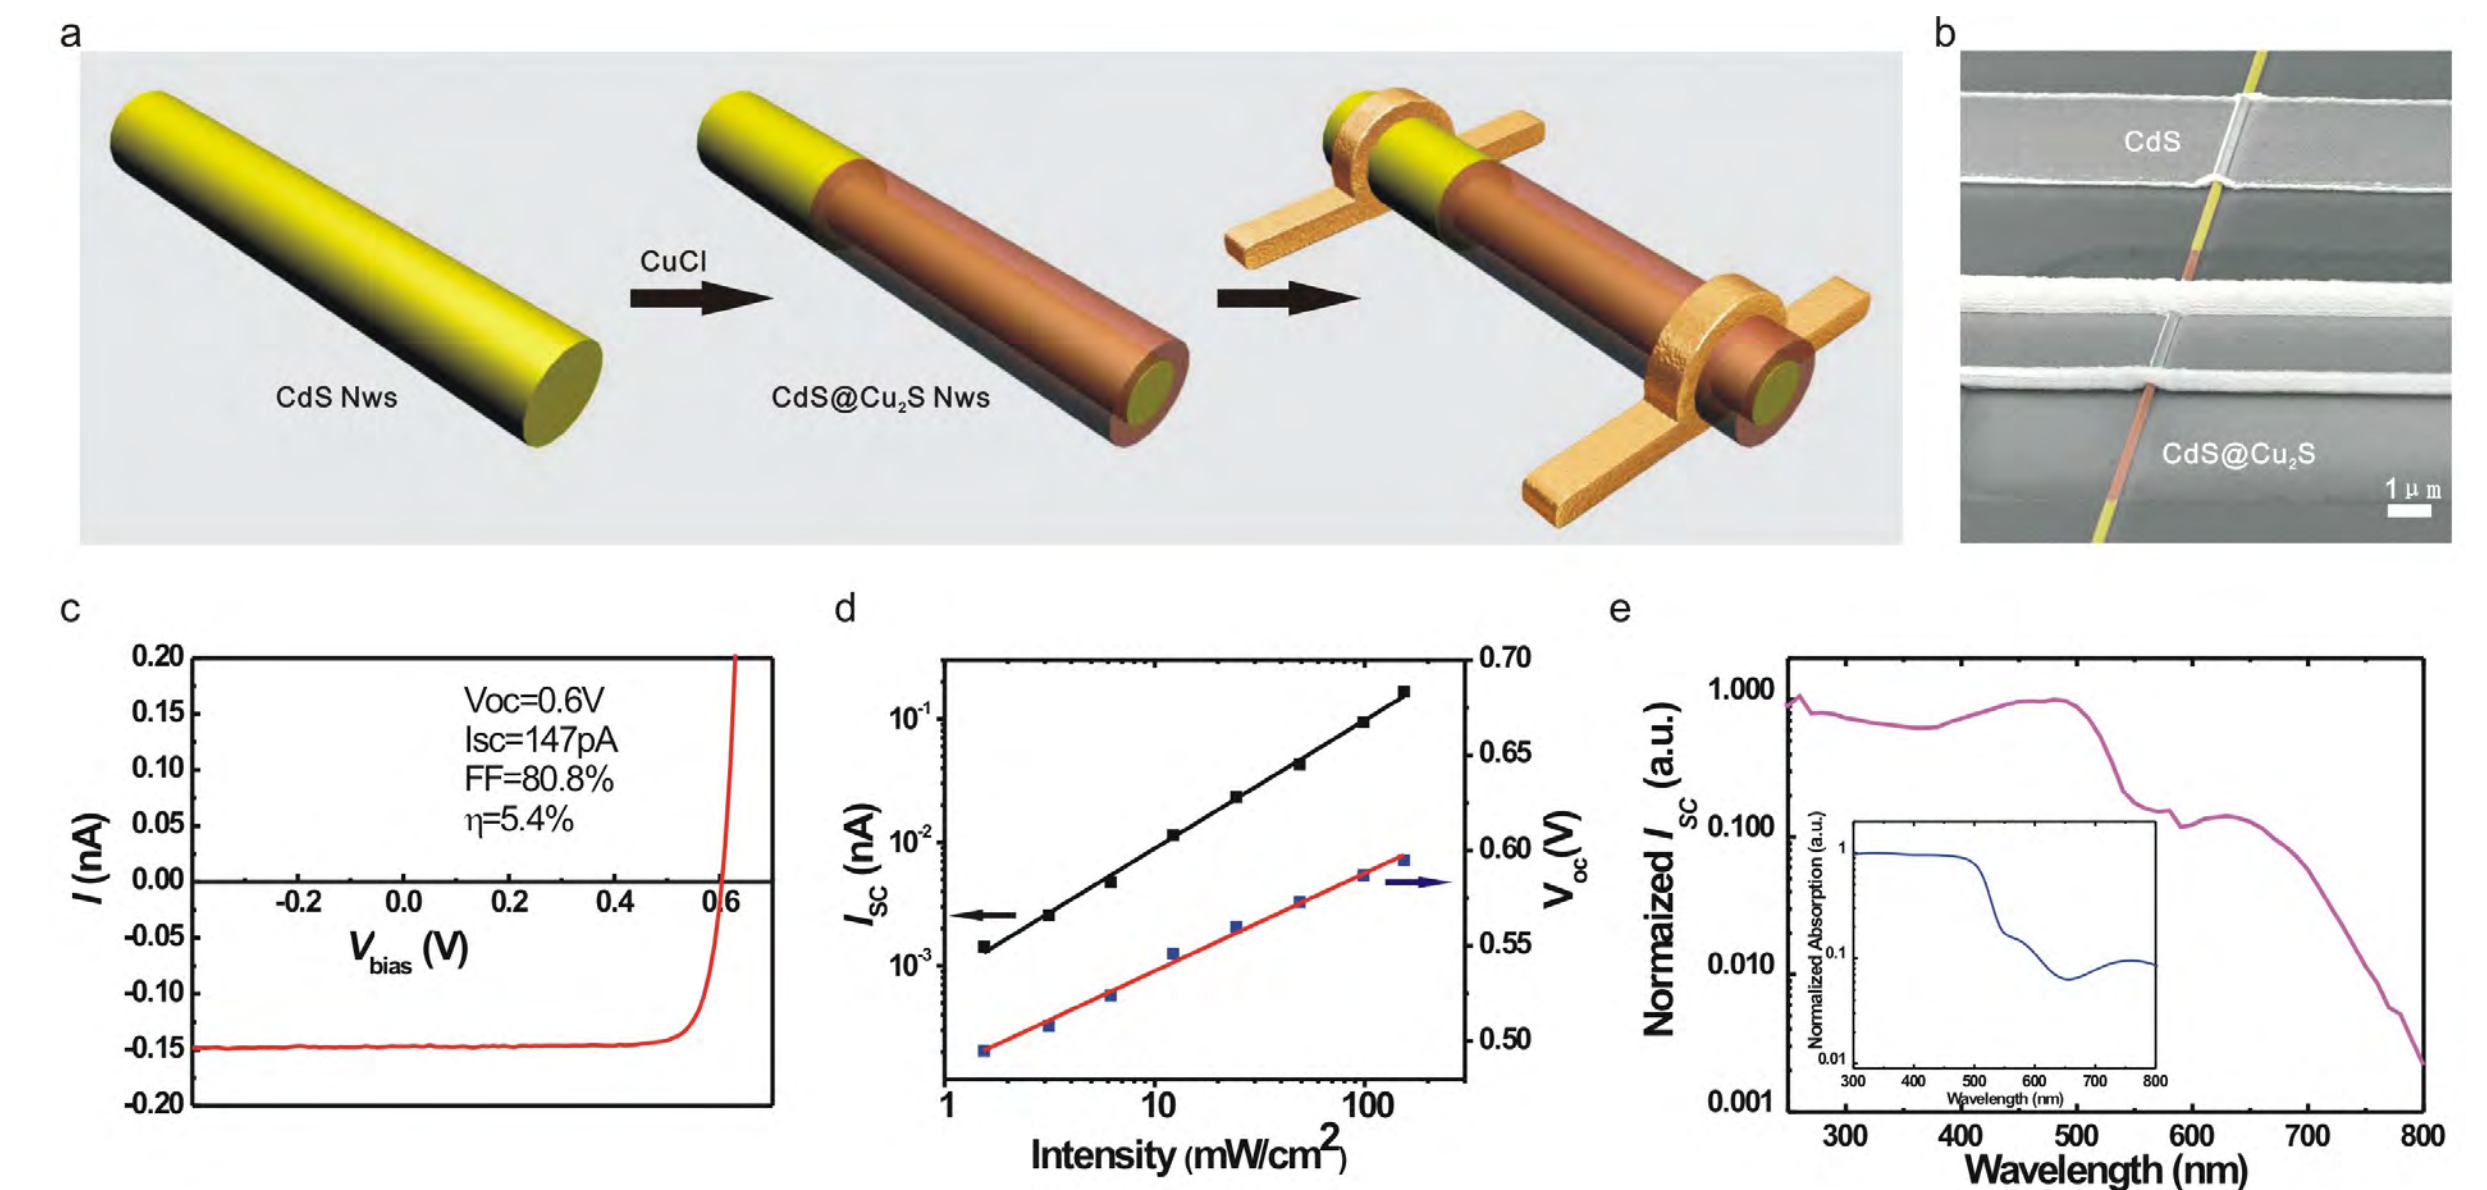 a
CuCl
CdS Nws
CdS@Cu₂S Nws
b
CdS
CdS@Cu₂S
1 μm
c
0.20
0.15
0.10
0.05
0.00
-0.05
-0.10
-0.15
-0.20
I (nA)
Voc=0.6V
Isc=147pA
FF=80.8%
η=5.4%
-0.2 0.0 0.2 0.4 0.6
Vbias (V)
d
10⁻¹
10⁻²
10⁻³
ISC (nA)
0.70
0.65
0.60
0.55
0.50
Voc(V)
1 10 100
Intensity (mW/cm²)
e
1.000
0.100
0.010
0.001
Normaized ISC (a.u.)
300 400 500 600 700 800
Wavelength (nm)
1
0.1
0.01
Normalized Absorption (a.u.)
300 400 500 600 700 800
Wavelength (nm)